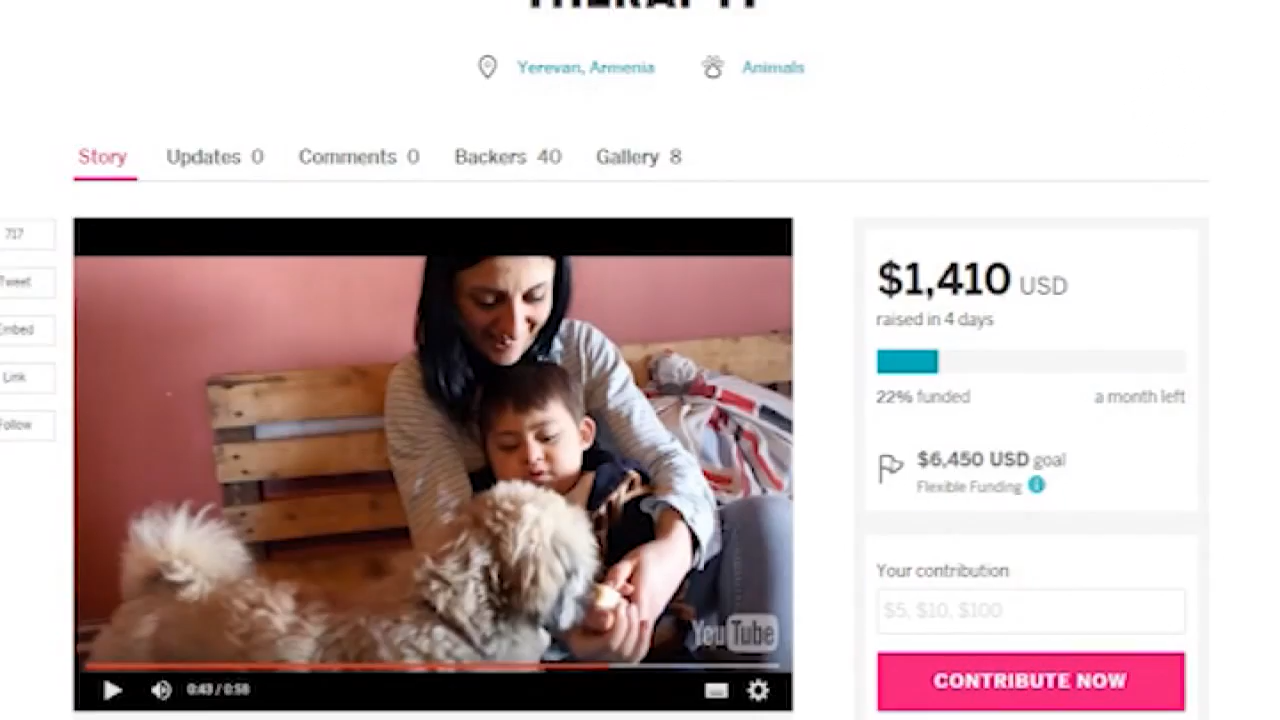 Yerevan, Armenia Animals
Story Updates 0 Comments 0 Backers 40 Gallery 8
717
Tweet
Embed
Link
Follow
$1,410 USD
raised in 4 days
22% funded a month left
$6,450 USD goal
Flexible Funding
Your contribution
$5, $10, $100
CONTRIBUTE NOW
YouTube
0:43 / 0:58